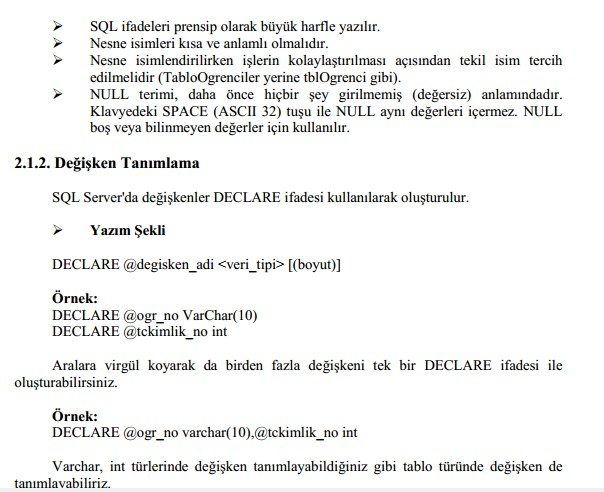 ➤ SQL ifadeleri prensip olarak büyük harfle yazılır.
➤ Nesne isimleri kısa ve anlamlı olmalıdır.
➤ Nesne isimlendirilirken işlerin kolaylaştırılması açısından tekil isim tercih
edilmelidir (TabloOgrenciler yerine tblOgrenci gibi).
➤ NULL terimi, daha önce hiçbir şey girilmemiş (değersiz) anlamındadır.
Klavyedeki SPACE (ASCII 32) tuşu ile NULL aynı değerleri içermez. NULL
boş veya bilinmeyen değerler için kullanılır.
2.1.2. Değişken Tanımlama
SQL Server'da değişkenler DECLARE ifadesi kullanılarak oluşturulur.
➤ Yazım Şekli
DECLARE @degisken_adi <veri_tipi> [(boyut)]
Örnek:
DECLARE @ogr_no VarChar(10)
DECLARE @tckimlik_no int
Aralara virgül koyarak da birden fazla değişkeni tek bir DECLARE ifadesi ile
oluşturabilirsiniz.
Örnek:
DECLARE @ogr_no varchar(10),@tckimlik_no int
Varchar, int türlerinde değişken tanımlayabildiğiniz gibi tablo türünde değişken de
tanımlayabiliriz.